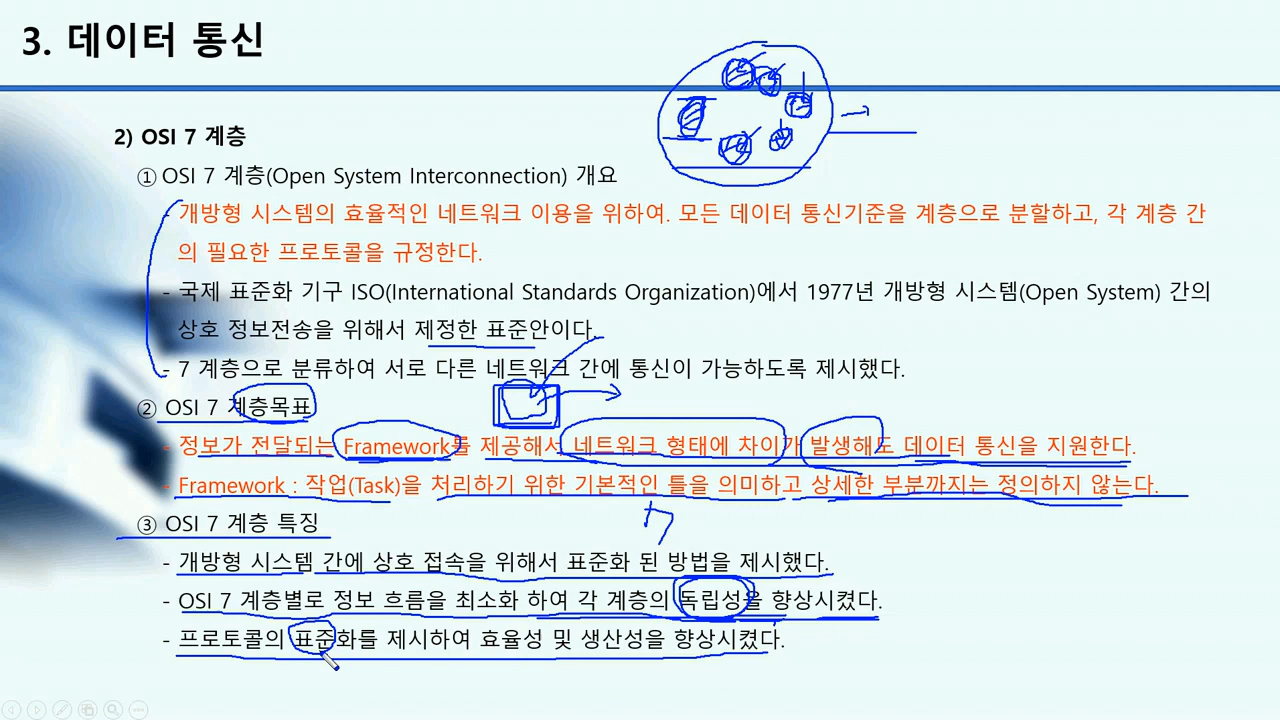 3. 데이터 통신
2) OSI 7 계층
① OSI 7 계층(Open System Interconnection) 개요
- 개방형 시스템의 효율적인 네트워크 이용을 위하여. 모든 데이터 통신기준을 계층으로 분할하고, 각 계층 간
의 필요한 프로토콜을 규정한다.
- 국제 표준화 기구 ISO(International Standards Organization)에서 1977년 개방형 시스템(Open System) 간의
상호 정보전송을 위해서 제정한 표준안이다.
- 7 계층으로 분류하여 서로 다른 네트워크 간에 통신이 가능하도록 제시했다.
② OSI 7 계층목표
- 정보가 전달되는 Framework를 제공해서 네트워크 형태에 차이가 발생해도 데이터 통신을 지원한다.
- Framework : 작업(Task)을 처리하기 위한 기본적인 틀을 의미하고 상세한 부분까지는 정의하지 않는다.
③ OSI 7 계층 특징
- 개방형 시스템 간에 상호 접속을 위해서 표준화 된 방법을 제시했다.
- OSI 7 계층별로 정보 흐름을 최소화 하여 각 계층의 독립성을 향상시켰다.
- 프로토콜의 표준화를 제시하여 효율성 및 생산성을 향상시켰다.